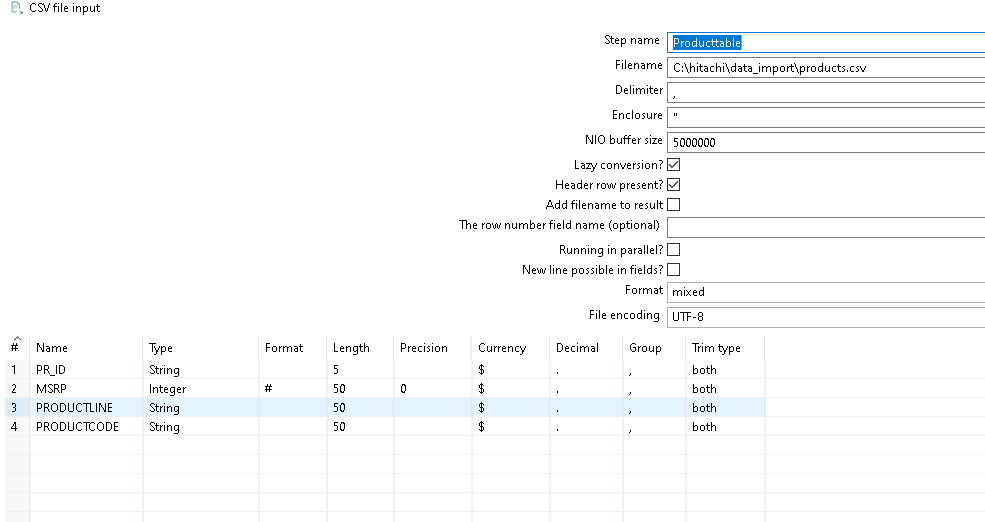 CSV file input
Step name Producttable
Filename C:\hitachi\data_import\products.csv
Delimiter ,
Enclosure "
NIO buffer size 5000000
Lazy conversion?
Header row present?
Add filename to result
The row number field name (optional)
Running in parallel?
New line possible in fields?
Format mixed
File encoding UTF-8
# Name Type Format Length Precision Currency Decimal Group Trim type
1 PR_ID String 5 $ . , both
2 MSRP Integer # 50 0 $ . , both
3 PRODUCTLINE String 50 $ . , both
4 PRODUCTCODE String 50 $ . , both